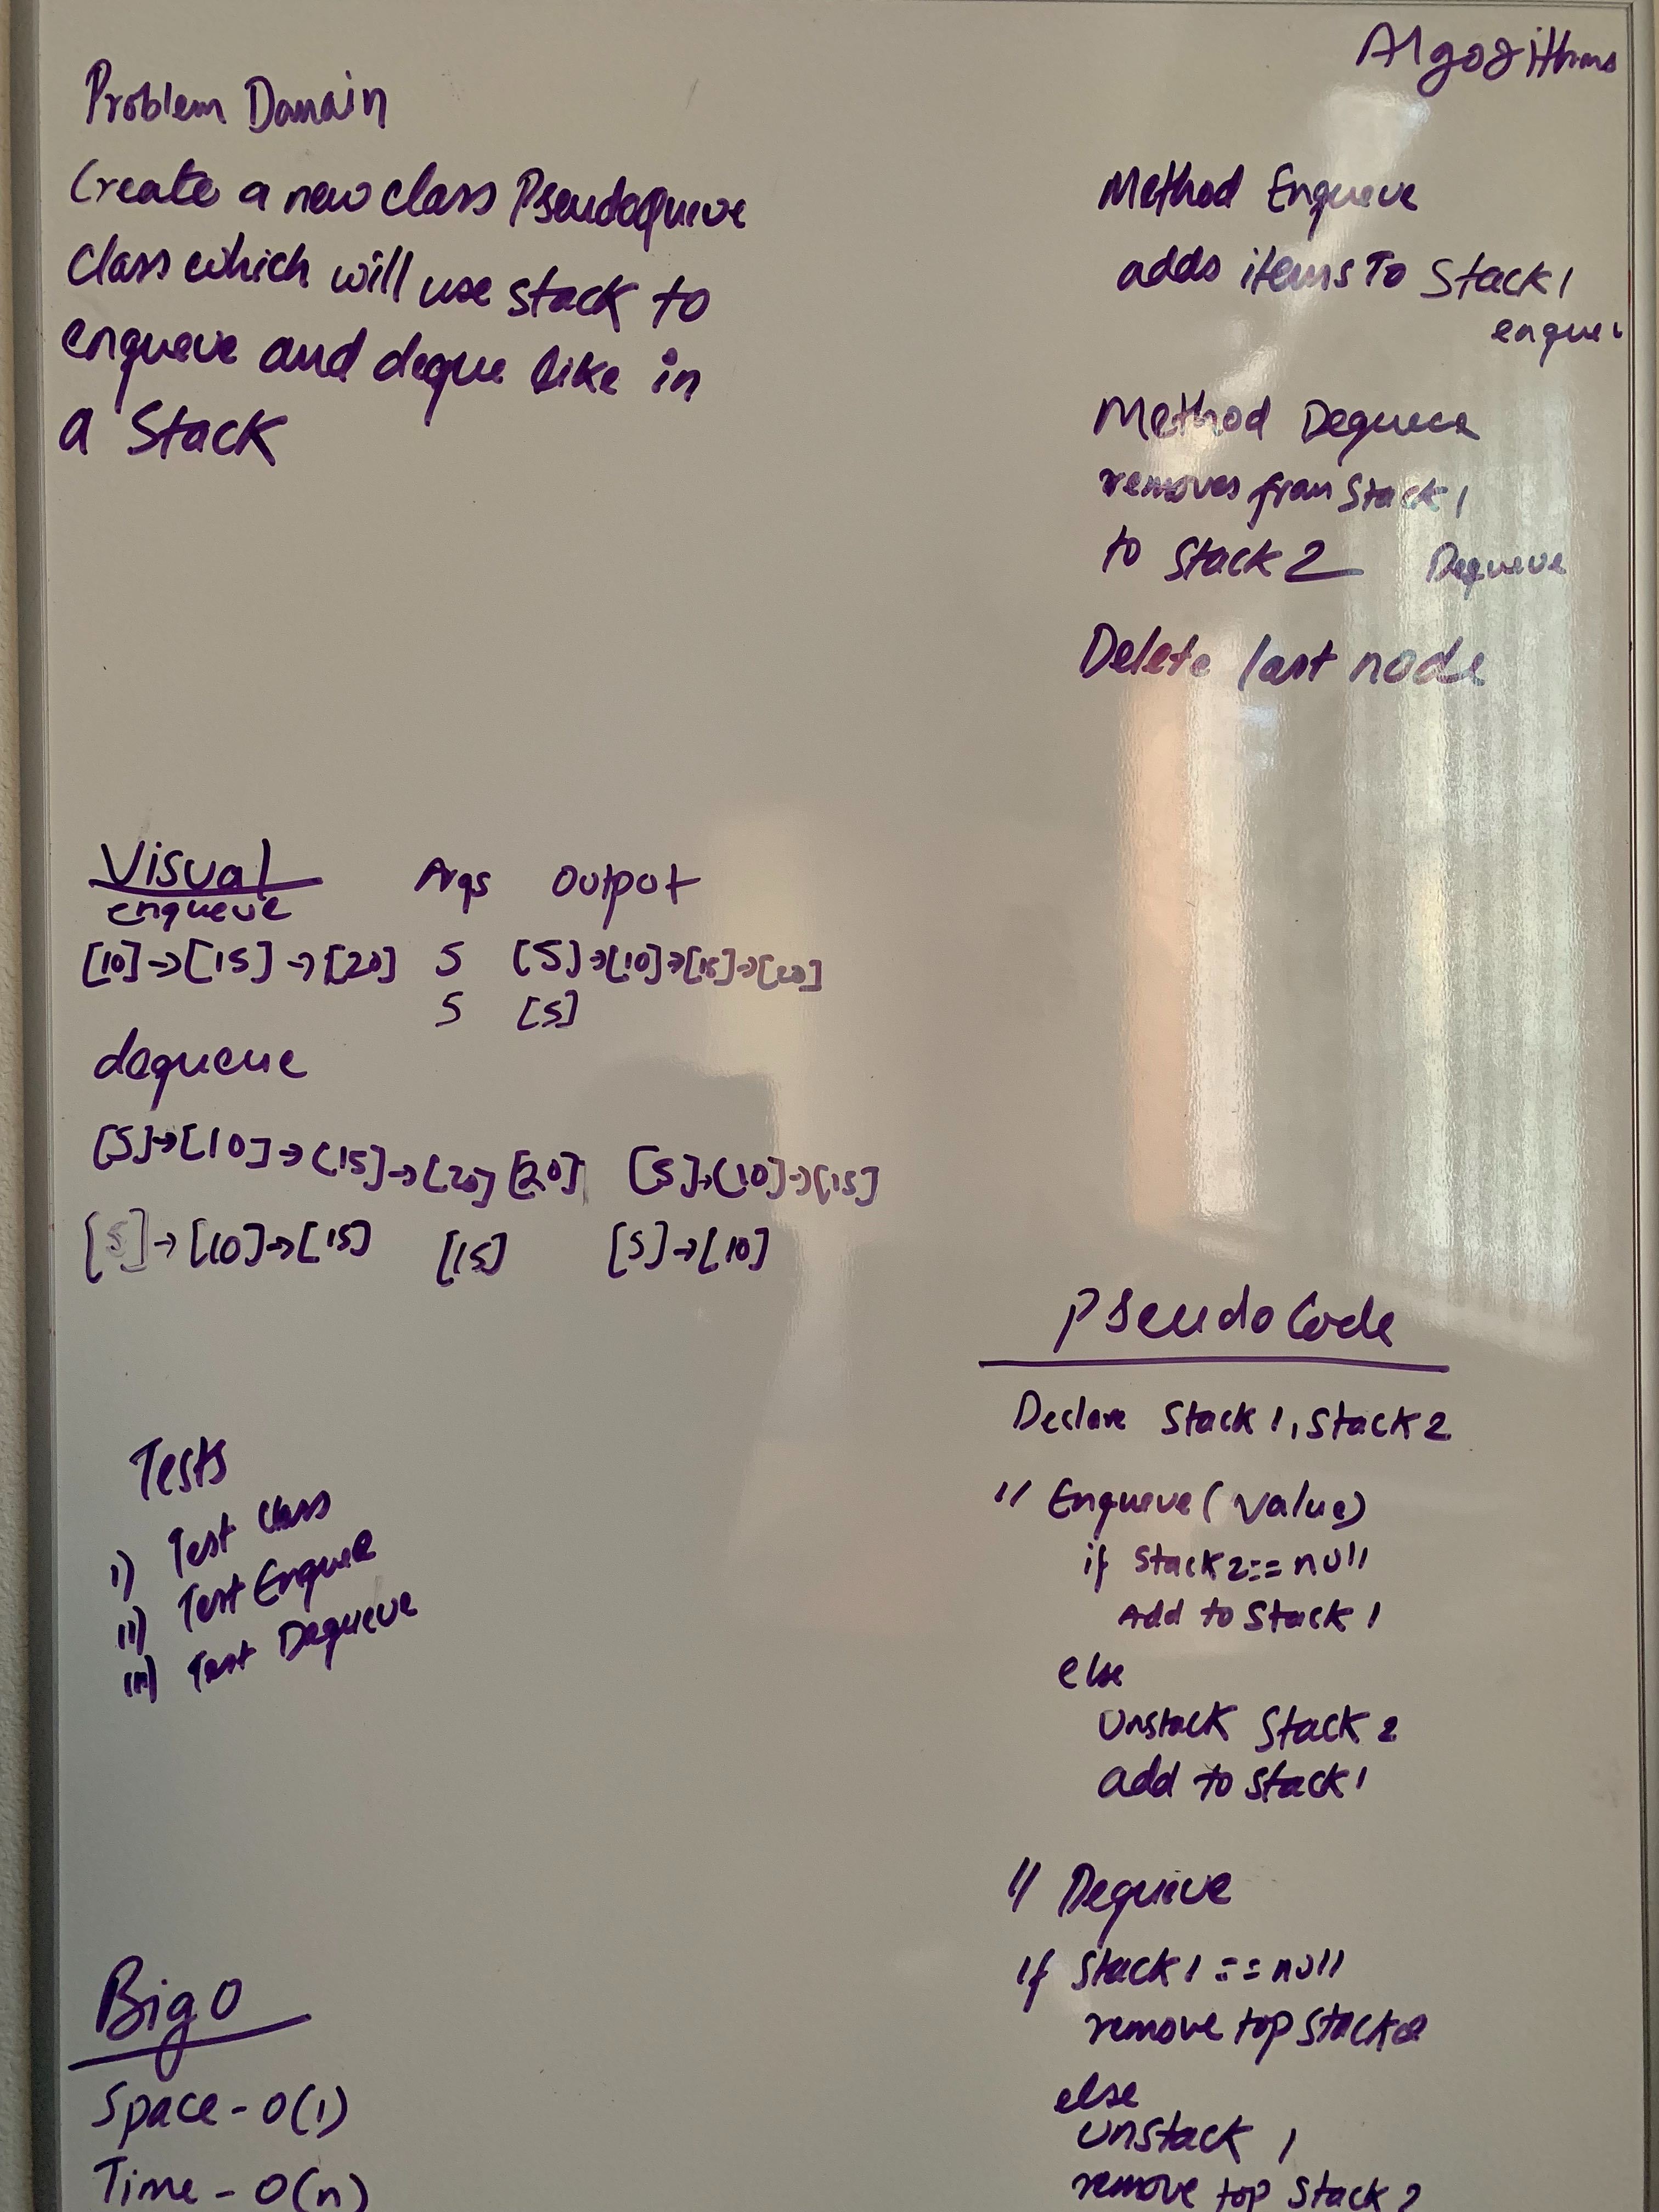 Problem Domain
Create a new class Pseudoqueue
Class which will use stack to
enqueue and deque like in
a Stack
Visual
enqueue
Args Output
[10]->[15]->[20] 5 [5]->[10]->[15]->[20]
5 [5]
dequeue
[5]->[10]->[15]->[20] [20] [5]->[10]->[15]
[5]->[10]->[15] [15] [5]->[10]
Tests
i) Test Class
ii) Test Enqueue
iii) Test Dequeue
Big O
Space - O(1)
Time - O(n)
Algorithms
Method Enqueue
adds items To Stack 1
Method Dequeue
removes from Stack 1
to Stack 2 Dequeue
Delete last node
Pseudo Code
Declare Stack 1, Stack 2
// Enqueue (value)
if Stack 2 == null
Add to Stack 1
else
Unstack Stack 2
add to stack 1
// Dequeue
if Stack 1 == null
remove top stack 2
else
unstack 1
remove top Stack 2